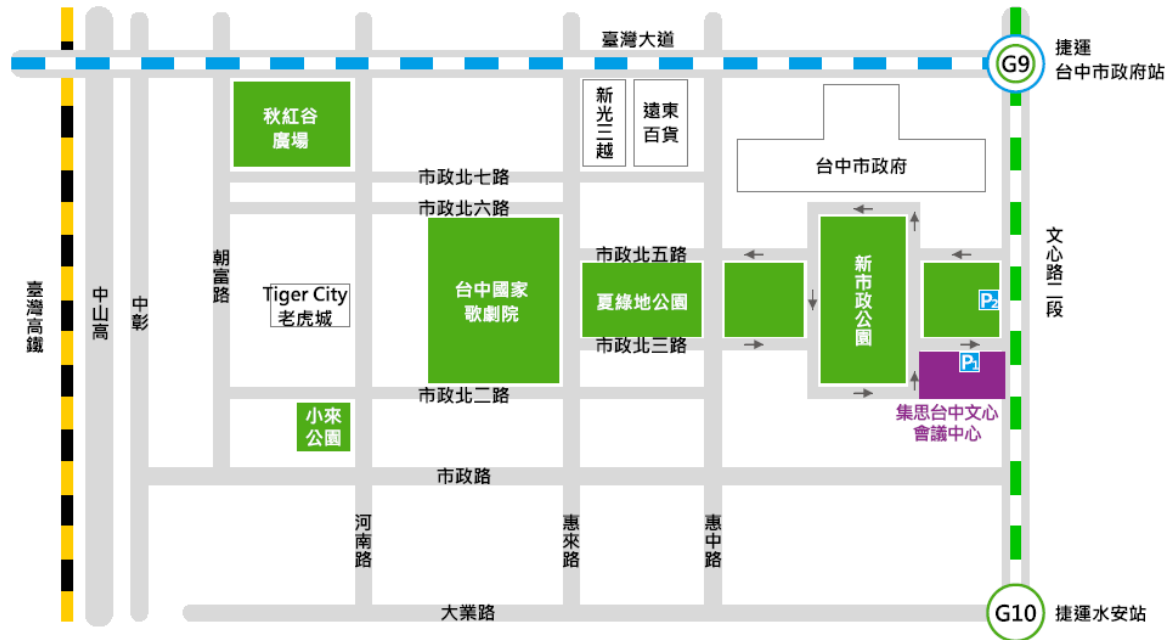 臺灣大道
G9
捷運
台中市政府站
秋紅谷
廣場
新光三越
遠東
百貨
台中市政府
市政北七路
市政北六路
朝富路
臺灣高鐵
中山高
中彰
Tiger City
老虎城
台中國家
歌劇院
市政北五路
夏綠地公園
市政北三路
新市政公園
文心路二段
P2
P1
市政北二路
小來
公園
集思台中文心
會議中心
市政路
河南路
惠來路
惠中路
大業路
G10
捷運水安站